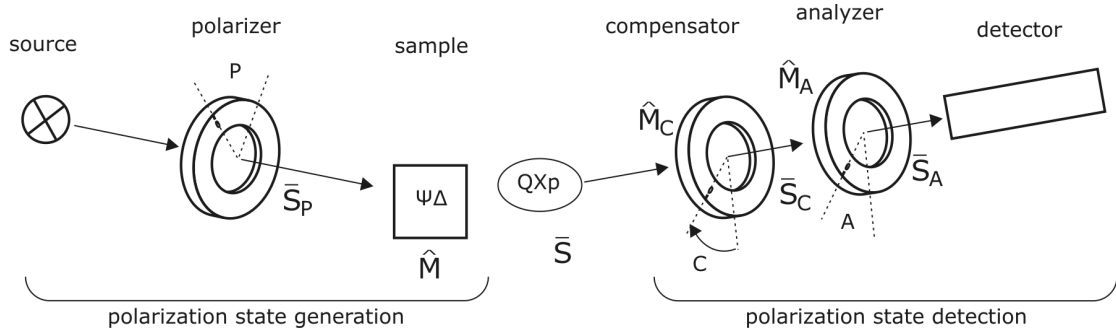 source
polarizer
sample
compensator
analyzer
detector
P
S̄P
ΨΔ
M̂
QXp
S̄
M̂C
S̄C
C
M̂A
S̄A
A
polarization state generation
polarization state detection